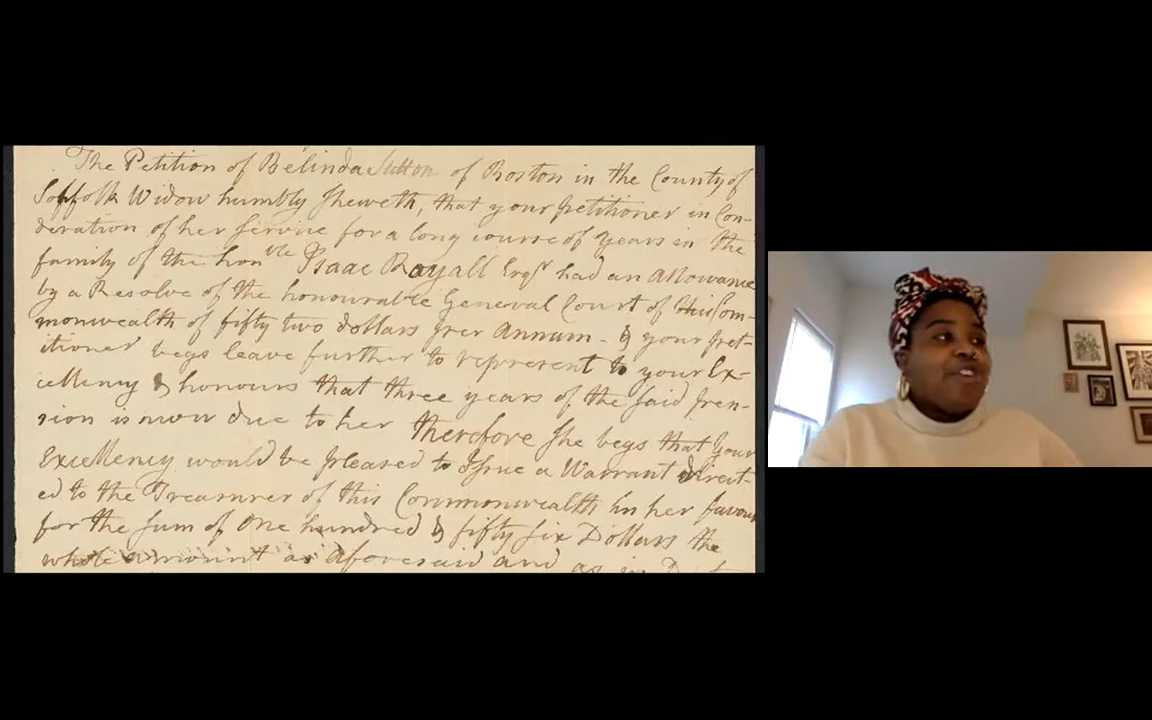 The Petition of Belinda Sutton of Boston in the County of
Suffolk Widow humbly sheweth, that your petitioner in Con-
deration of her service for a long course of years in the
family of the honble Isaac Royall Esqr had an Allowance
by a Resolve of the honourable General Court of this Com-
monwealth of fifty two dollars per Annum - & your pet-
itioner begs leave further to represent to your Ex-
cellency & honours that three years of the said pen-
sion is now due to her therefore she begs that your
Excellency would be pleased to Issue a Warrant direct-
ed to the Treasurer of this Commonwealth in her favour
for the sum of One hundred & fifty six Dollars the
whole amount as aforesaid and as in